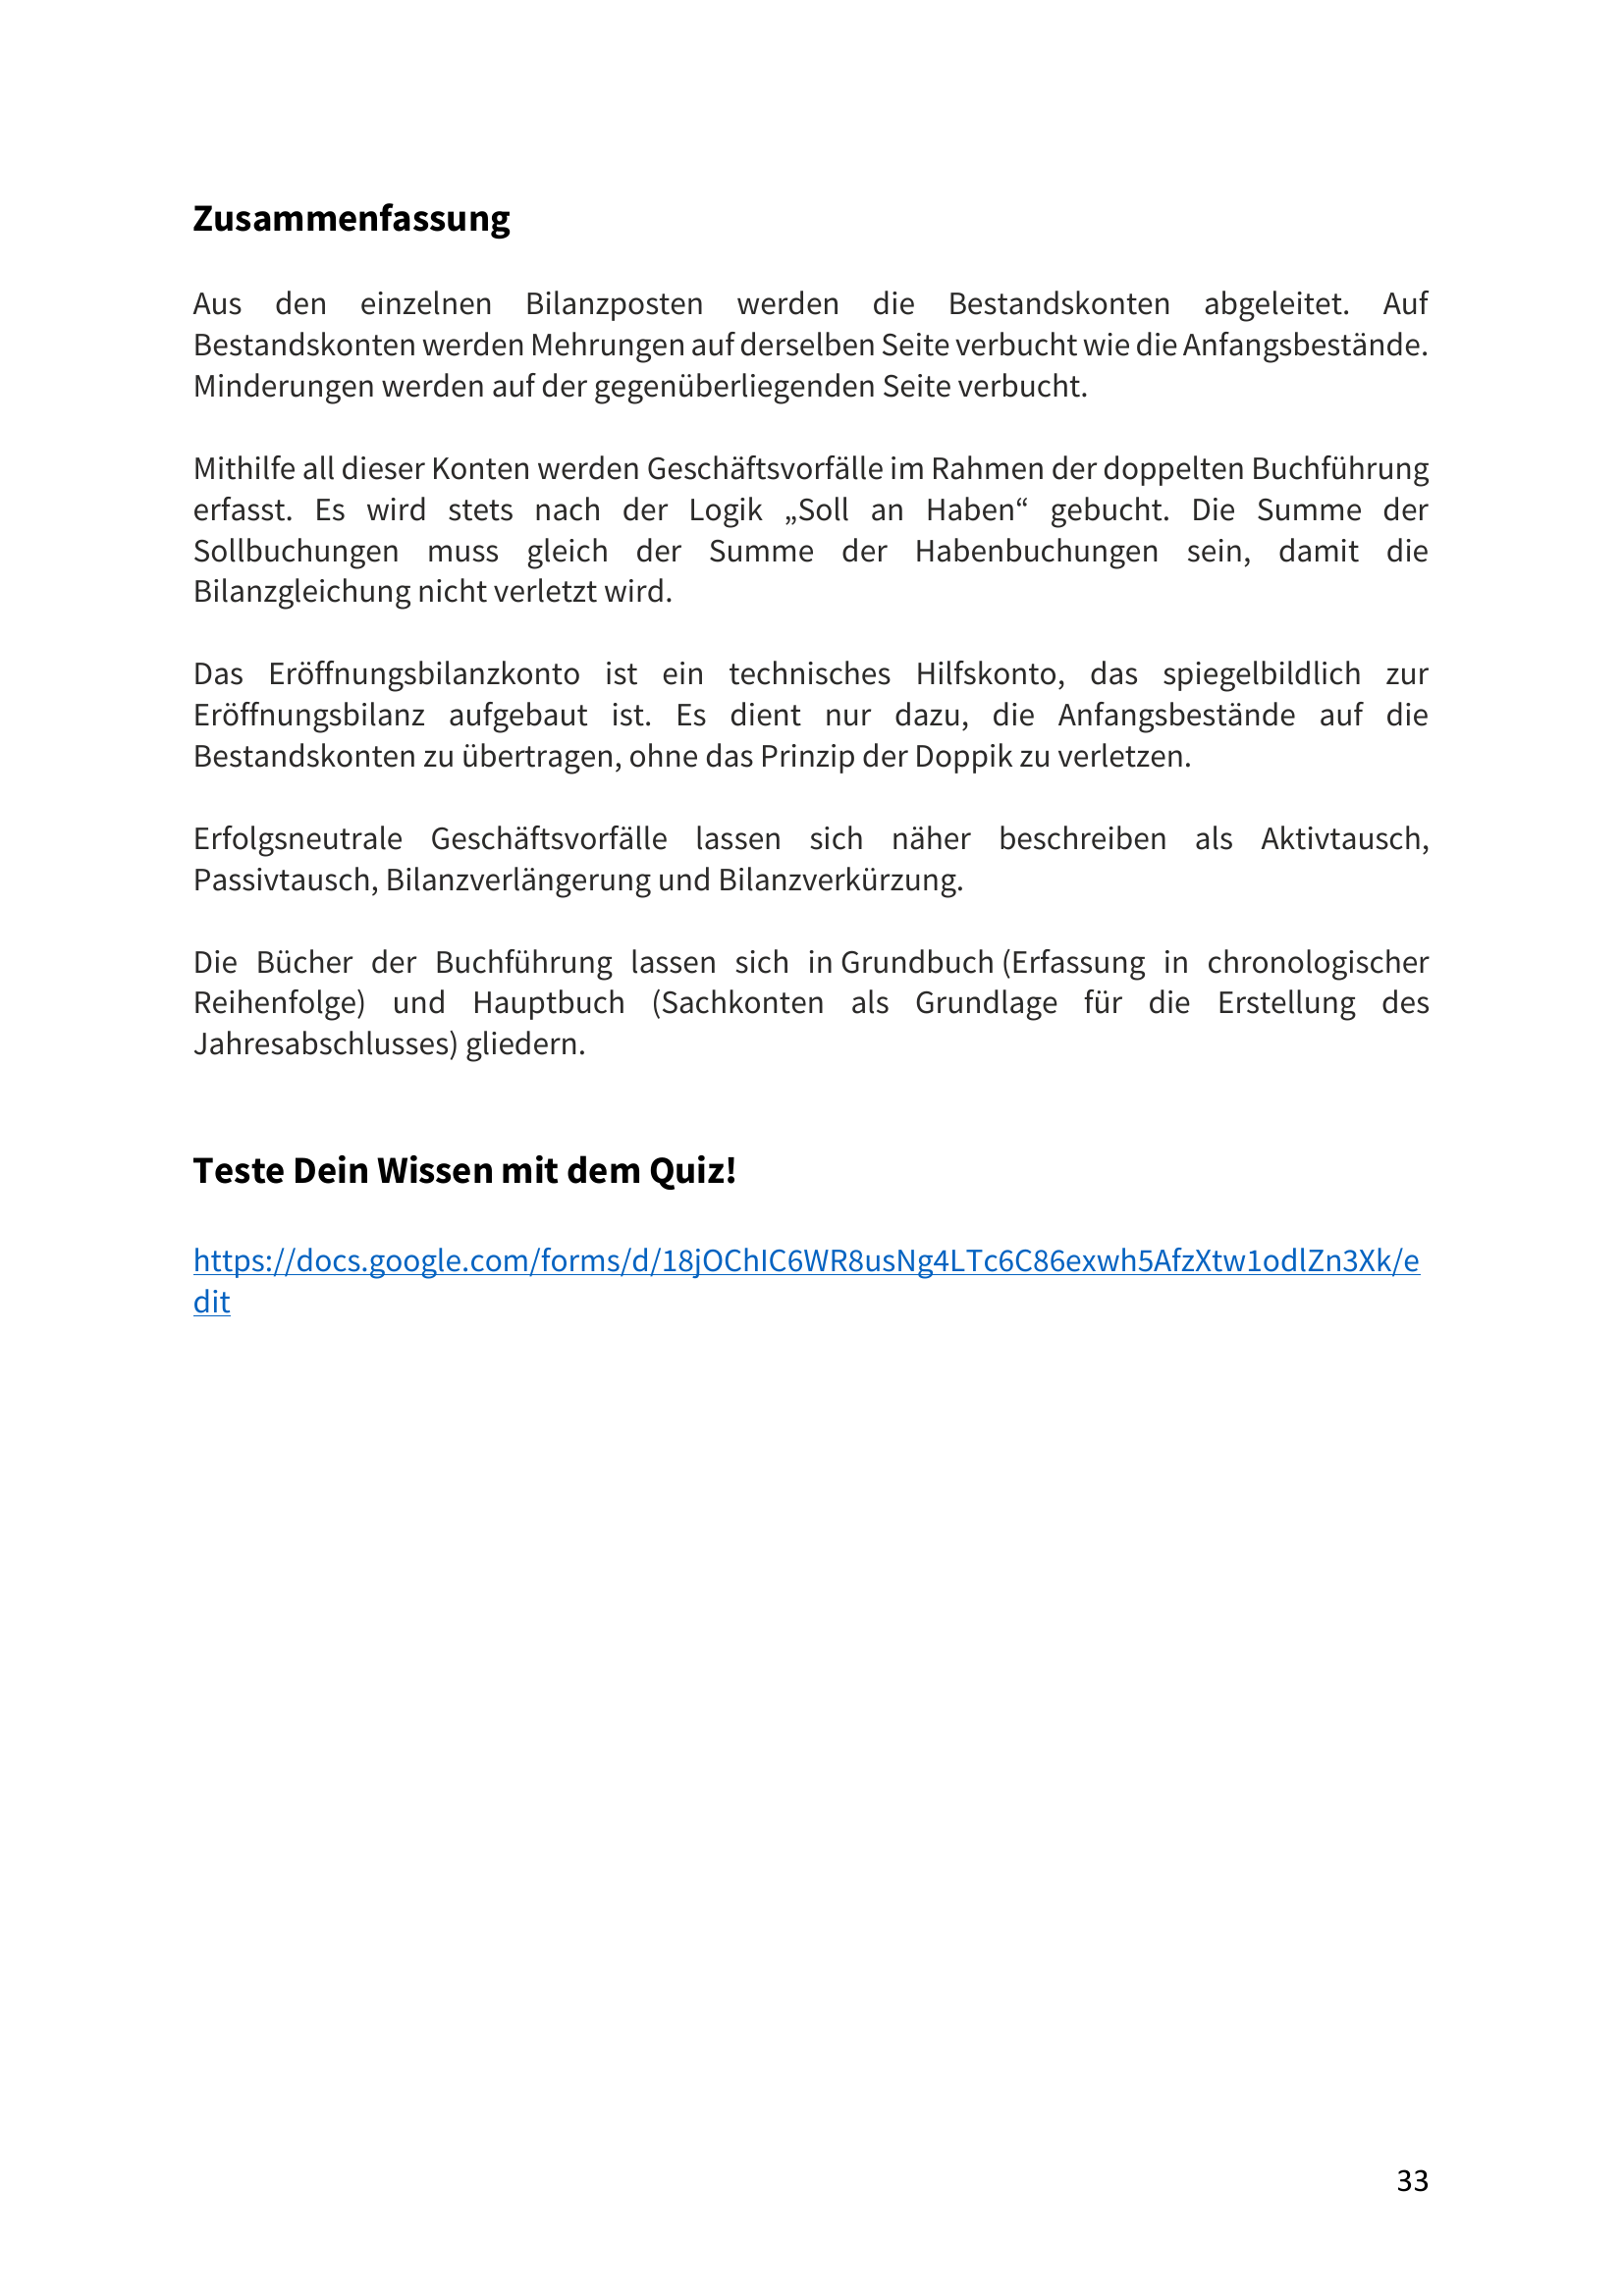 Zusammenfassung
Aus den einzelnen Bilanzposten werden die Bestandskonten abgeleitet. Auf
Bestandskonten werden Mehrungen auf derselben Seite verbucht wie die Anfangsbestände.
Minderungen werden auf der gegenüberliegenden Seite verbucht.
Mithilfe all dieser Konten werden Geschäftsvorfälle im Rahmen der doppelten Buchführung
erfasst. Es wird stets nach der Logik „Soll an Haben“ gebucht. Die Summe der
Sollbuchungen muss gleich der Summe der Habenbuchungen sein, damit die
Bilanzgleichung nicht verletzt wird.
Das Eröffnungsbilanzkonto ist ein technisches Hilfskonto, das spiegelbildlich zur
Eröffnungsbilanz aufgebaut ist. Es dient nur dazu, die Anfangsbestände auf die
Bestandskonten zu übertragen, ohne das Prinzip der Doppik zu verletzen.
Erfolgsneutrale Geschäftsvorfälle lassen sich näher beschreiben als Aktivtausch,
Passivtausch, Bilanzverlängerung und Bilanzverkürzung.
Die Bücher der Buchführung lassen sich in Grundbuch (Erfassung in chronologischer
Reihenfolge) und Hauptbuch (Sachkonten als Grundlage für die Erstellung des
Jahresabschlusses) gliedern.
Teste Dein Wissen mit dem Quiz!
https://docs.google.com/forms/d/18jOChIC6WR8usNg4LTc6C86exwh5AfzXtw1odlZn3Xk/e
dit
33